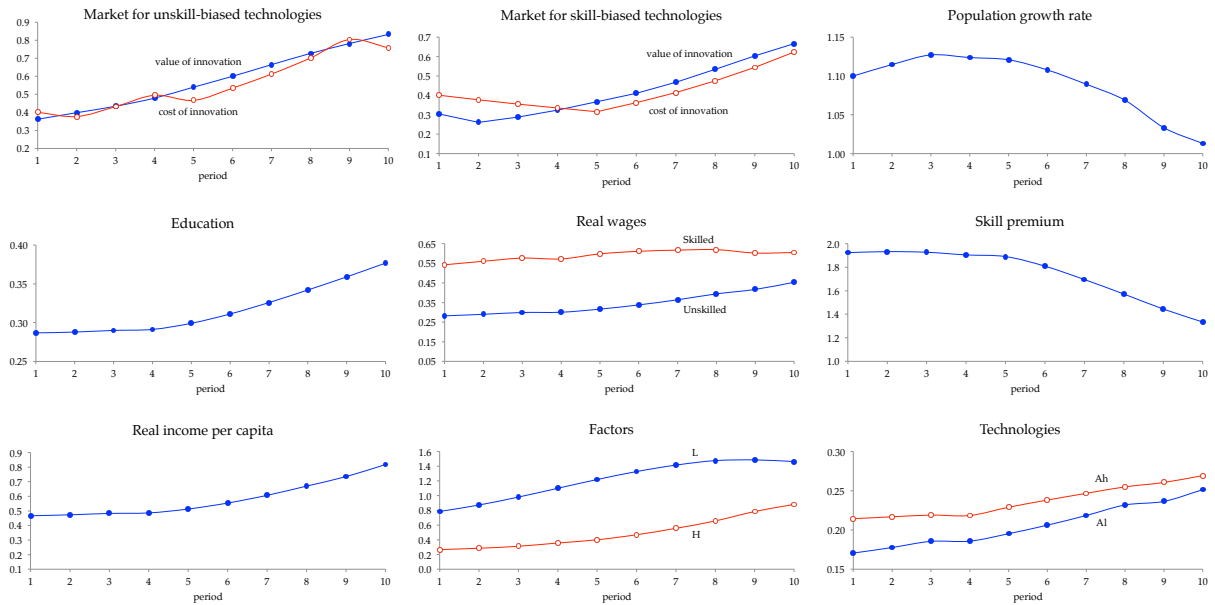 Market for unskill-biased technologies
0.9
0.8
0.7
0.6
0.5
0.4
0.3
0.2
value of innovation
cost of innovation
1 2 3 4 5 6 7 8 9 10
period
Market for skill-biased technologies
0.7
0.6
0.5
0.4
0.3
0.2
0.1
value of innovation
cost of innovation
1 2 3 4 5 6 7 8 9 10
period
Population growth rate
1.15
1.10
1.05
1.00
1 2 3 4 5 6 7 8 9 10
period
Education
0.40
0.35
0.30
0.25
1 2 3 4 5 6 7 8 9 10
period
Real wages
0.65
0.55
0.45
0.35
0.25
0.15
0.05
Skilled
Unskilled
1 2 3 4 5 6 7 8 9 10
period
Skill premium
2.0
1.8
1.6
1.4
1.2
1.0
1 2 3 4 5 6 7 8 9 10
period
Real income per capita
0.9
0.8
0.7
0.6
0.5
0.4
0.3
0.2
0.1
1 2 3 4 5 6 7 8 9 10
period
Factors
1.6
1.4
1.2
1.0
0.8
0.6
0.4
0.2
0.0
L
H
1 2 3 4 5 6 7 8 9 10
period
Technologies
0.30
0.25
0.20
0.15
Ah
Al
1 2 3 4 5 6 7 8 9 10
period